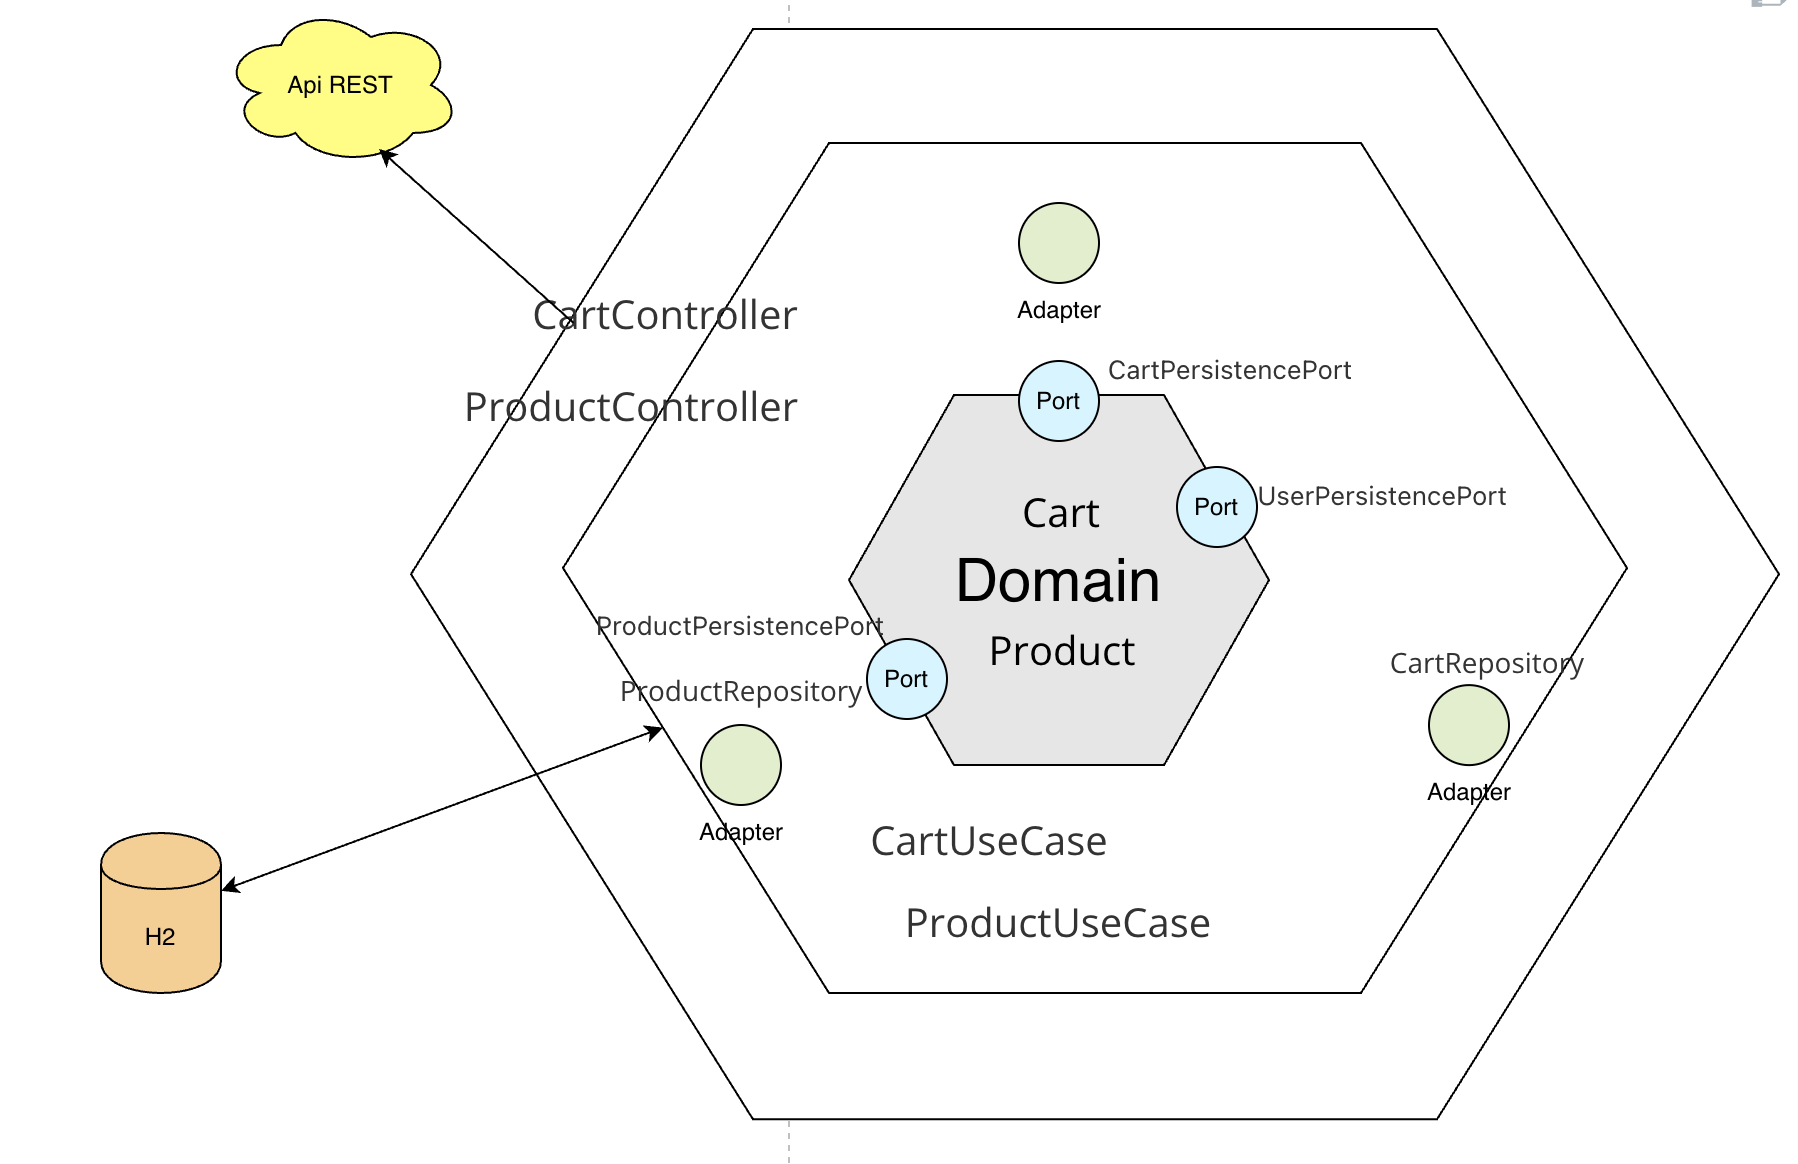 Api REST
Adapter
CartController
CartPersistencePort
Port
ProductController
UserPersistencePort
Port
Cart
Domain
ProductPersistencePort
Product
CartRepository
Port
ProductRepository
Adapter
Adapter
CartUseCase
ProductUseCase
H2